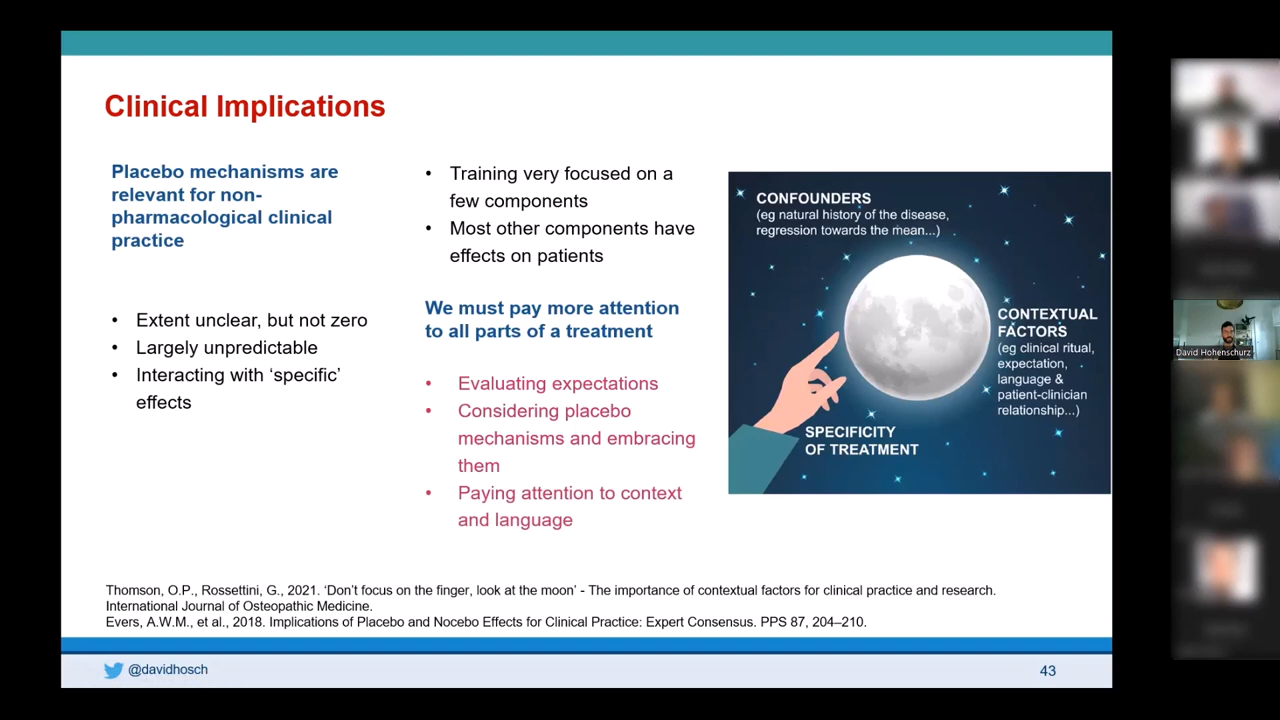 Clinical Implications
Placebo mechanisms are
relevant for non-
pharmacological clinical
practice
• Extent unclear, but not zero
• Largely unpredictable
• Interacting with ‘specific’
effects
• Training very focused on a
few components
• Most other components have
effects on patients
We must pay more attention
to all parts of a treatment
• Evaluating expectations
• Considering placebo
mechanisms and embracing
them
• Paying attention to context
and language
CONFOUNDERS
(eg natural history of the disease,
regression towards the mean...)
CONTEXTUAL
FACTORS
(eg clinical ritual,
expectation,
language &
patient-clinician
relationship...)
SPECIFICITY
OF TREATMENT
Thomson, O.P., Rossettini, G., 2021. ‘Don’t focus on the finger, look at the moon’ - The importance of contextual factors for clinical practice and research.
International Journal of Osteopathic Medicine.
Evers, A.W.M., et al., 2018. Implications of Placebo and Nocebo Effects for Clinical Practice: Expert Consensus. PPS 87, 204–210.
@davidhosch
43
David Hohenschurz